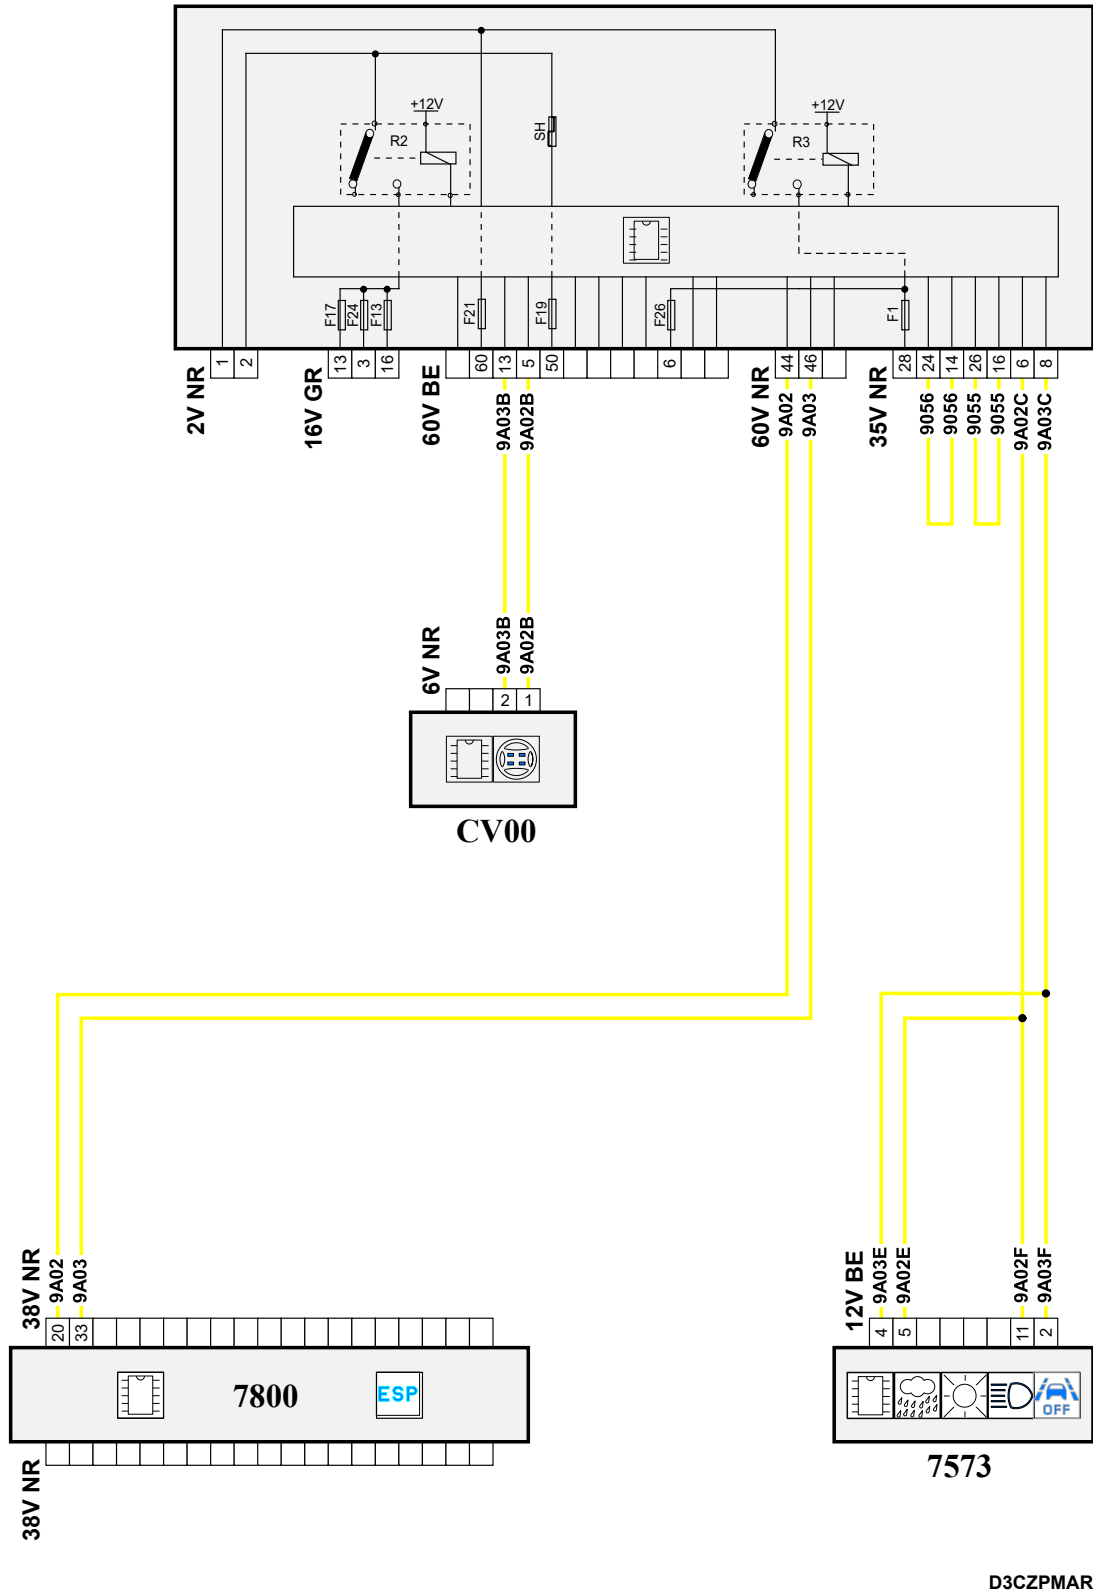 +12V
+12V
R2
SH
R3
F17
F24
F13
F21
F19
F26
F1
1
2
13
3
16
60
13
5
50
6
44
46
28
24
14
26
16
6
8
2V NR
16V GR
60V BE
9A03B
9A02B
60V NR
9A02
9A03
35V NR
9056
9056
9055
9055
9A02C
9A03C
6V NR
9A03B
9A02B
2
1
CV00
38V NR
9A02
9A03
12V BE
9A03E
9A02E
9A02F
9A03F
20
33
4
5
11
2
7800
ESP
OFF
7573
38V NR
D3CZPMAR